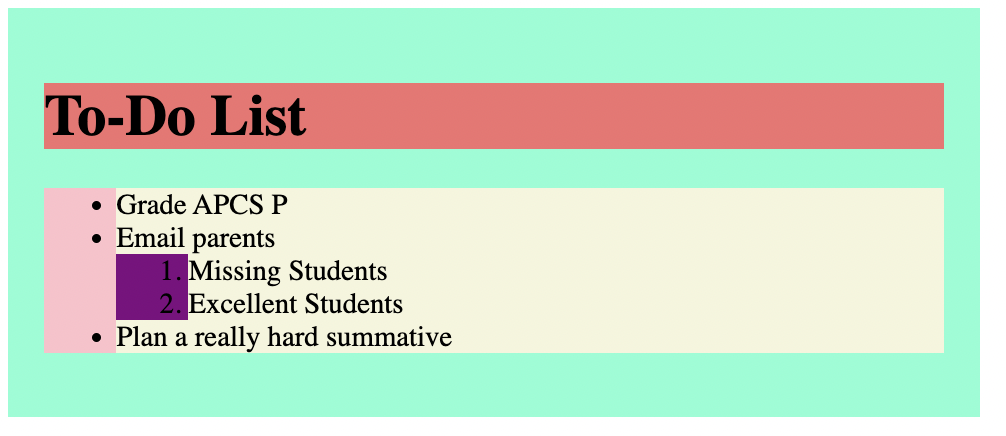 To-Do List
• Grade APCS P
• Email parents
1. Missing Students
2. Excellent Students
• Plan a really hard summative